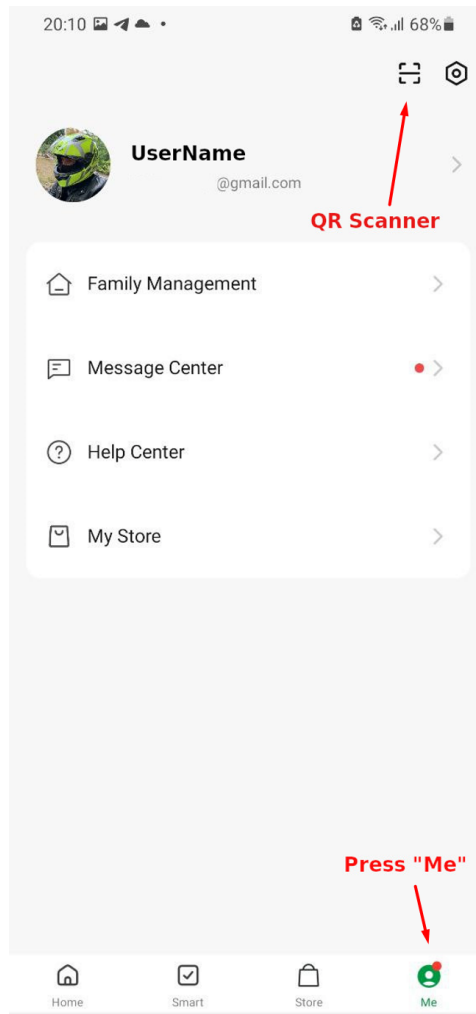 20:10 68%
UserName
@gmail.com
QR Scanner
Family Management
Message Center
Help Center
My Store
Press "Me"
Home Smart Store Me